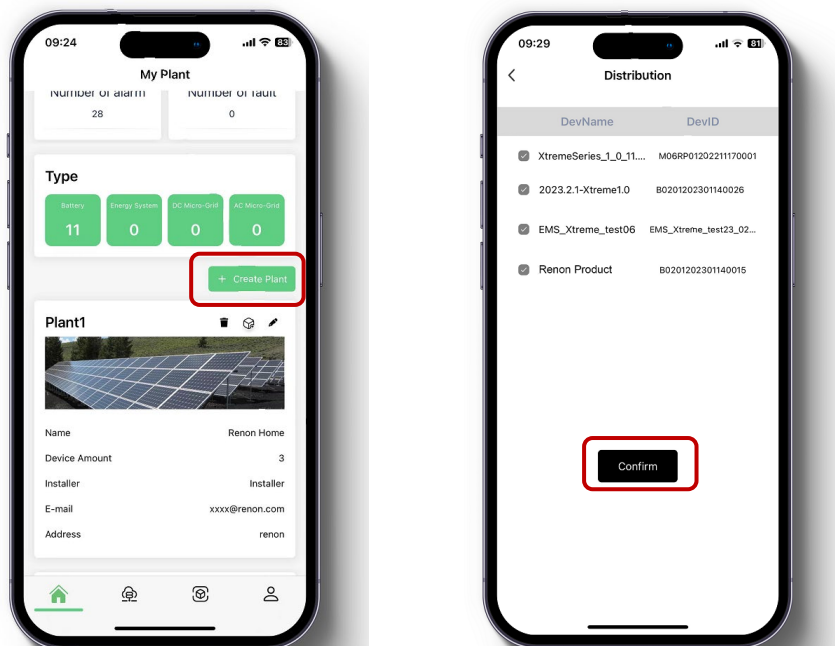 09:24
83
My Plant
Number of alarm
Number of fault
28
0
Type
Battery
Energy System
DC Micro-Grid
AC Micro-Grid
11
0
0
0
+ Create Plant
Plant1
Name
Renon Home
Device Amount
3
Installer
Installer
E-mail
xxxx@renon.com
Address
renon
09:29
81
Distribution
DevName
DevID
XtremeSeries_1_0_11....
M06RP01202211170001
2023.2.1-Xtreme1.0
B0201202301140026
EMS_Xtreme_test06
EMS_Xtreme_test23_02...
Renon Product
B0201202301140015
Confirm